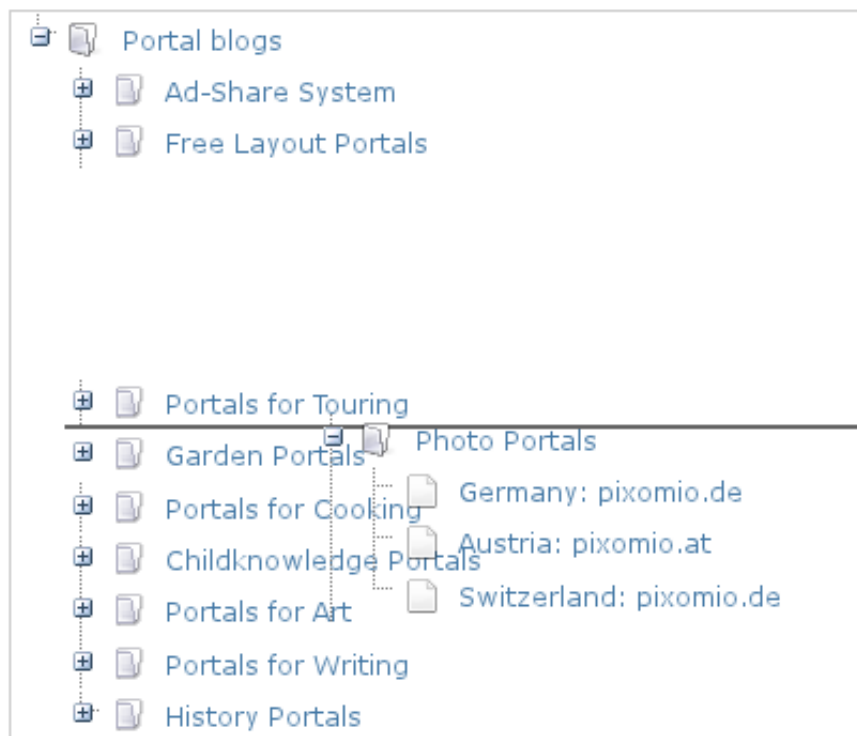 Portal blogs
Ad-Share System
Free Layout Portals
Portals for Touring
Photo Portals
Garden Portals
Germany: pixomio.de
Portals for Cooking
Austria: pixomio.at
Childknowledge Portals
Switzerland: pixomio.de
Portals for Art
Portals for Writing
History Portals